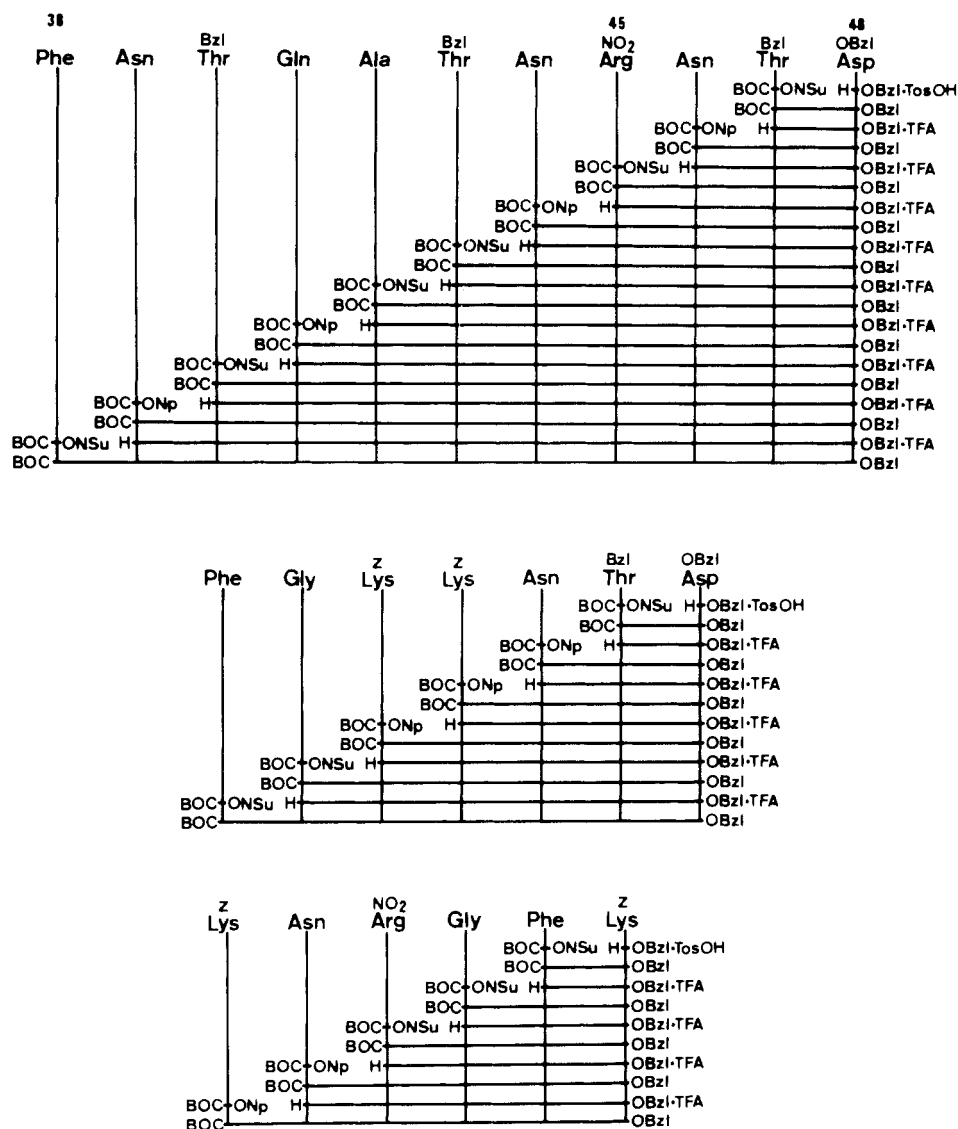 38 45 48
Bzl Bzl NO2 Bzl OBzl
Phe Asn Thr Gln Ala Thr Asn Arg Asn Thr Asp
BOC ONSu H OBzl·TosOH
BOC OBzl
BOC ONp H OBzl·TFA
BOC OBzl
BOC ONSu H OBzl·TFA
BOC OBzl
BOC ONp H OBzl·TFA
BOC OBzl
BOC ONSu H OBzl·TFA
BOC OBzl
BOC ONSu H OBzl·TFA
BOC OBzl
BOC ONp H OBzl·TFA
BOC OBzl
BOC ONSu H OBzl·TFA
BOC OBzl
BOC ONp H OBzl·TFA
BOC OBzl
BOC ONSu H OBzl·TFA
BOC OBzl
Z Z Bzl OBzl
Phe Gly Lys Lys Asn Thr Asp
BOC ONSu H OBzl·TosOH
BOC OBzl
BOC ONp H OBzl·TFA
BOC OBzl
BOC ONp H OBzl·TFA
BOC OBzl
BOC ONp H OBzl·TFA
BOC OBzl
BOC ONSu H OBzl·TFA
BOC OBzl
BOC ONSu H OBzl·TFA
BOC OBzl
Z NO2 Z
Lys Asn Arg Gly Phe Lys
BOC ONSu H OBzl·TosOH
BOC OBzl
BOC ONSu H OBzl·TFA
BOC OBzl
BOC ONSu H OBzl·TFA
BOC OBzl
BOC ONp H OBzl·TFA
BOC OBzl
BOC ONp H OBzl·TFA
BOC OBzl